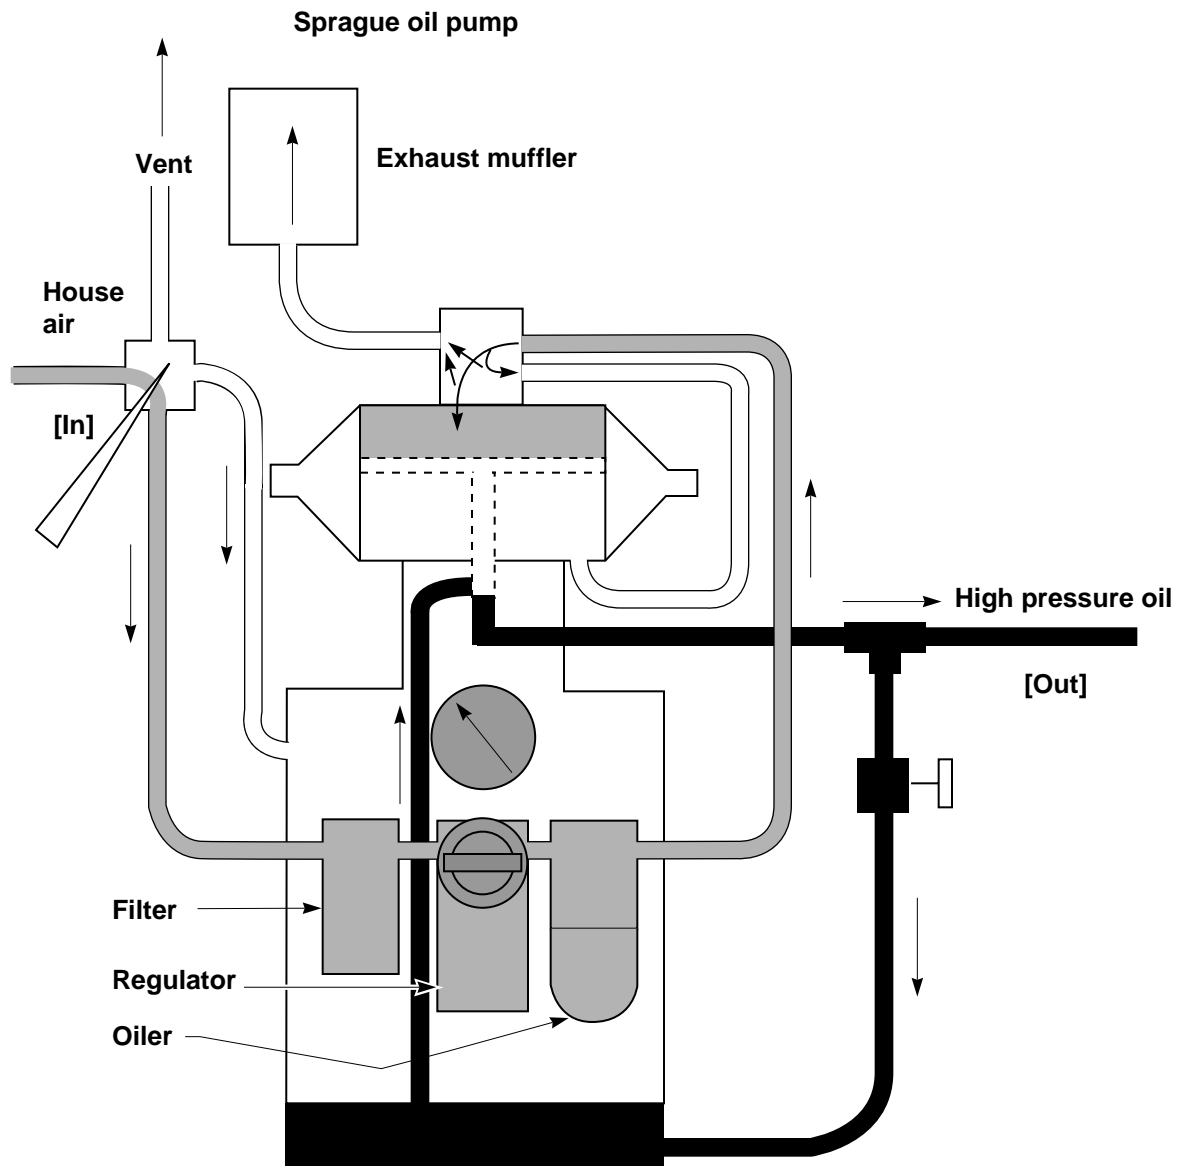 Sprague oil pump
Vent
Exhaust muffler
House
air
[In]
High pressure oil
[Out]
Filter
Regulator
Oiler